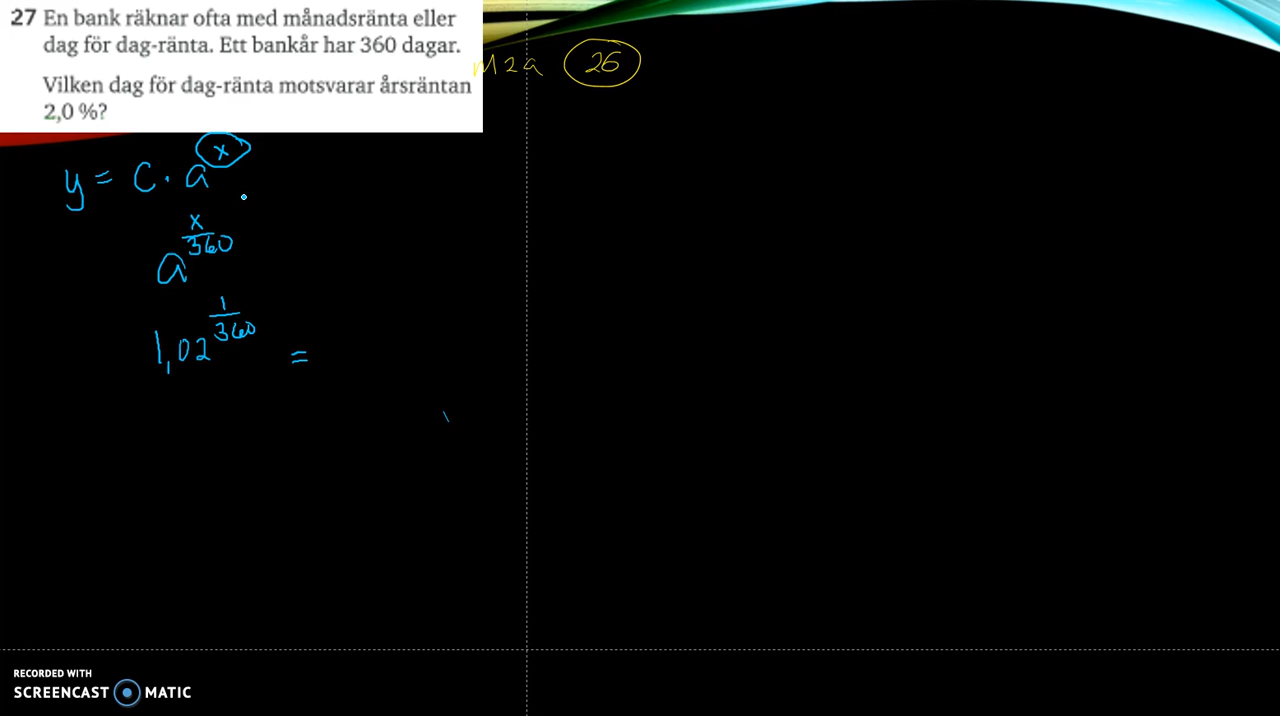 27 En bank räknar ofta med månadsränta eller
dag för dag-ränta. Ett bankår har 360 dagar.
Vilken dag för dag-ränta motsvarar årsräntan
2,0 %?
M2a 26
y = C · a^x
a^(x/360)
1,02^(1/360) =
RECORDED WITH
SCREENCAST MATIC